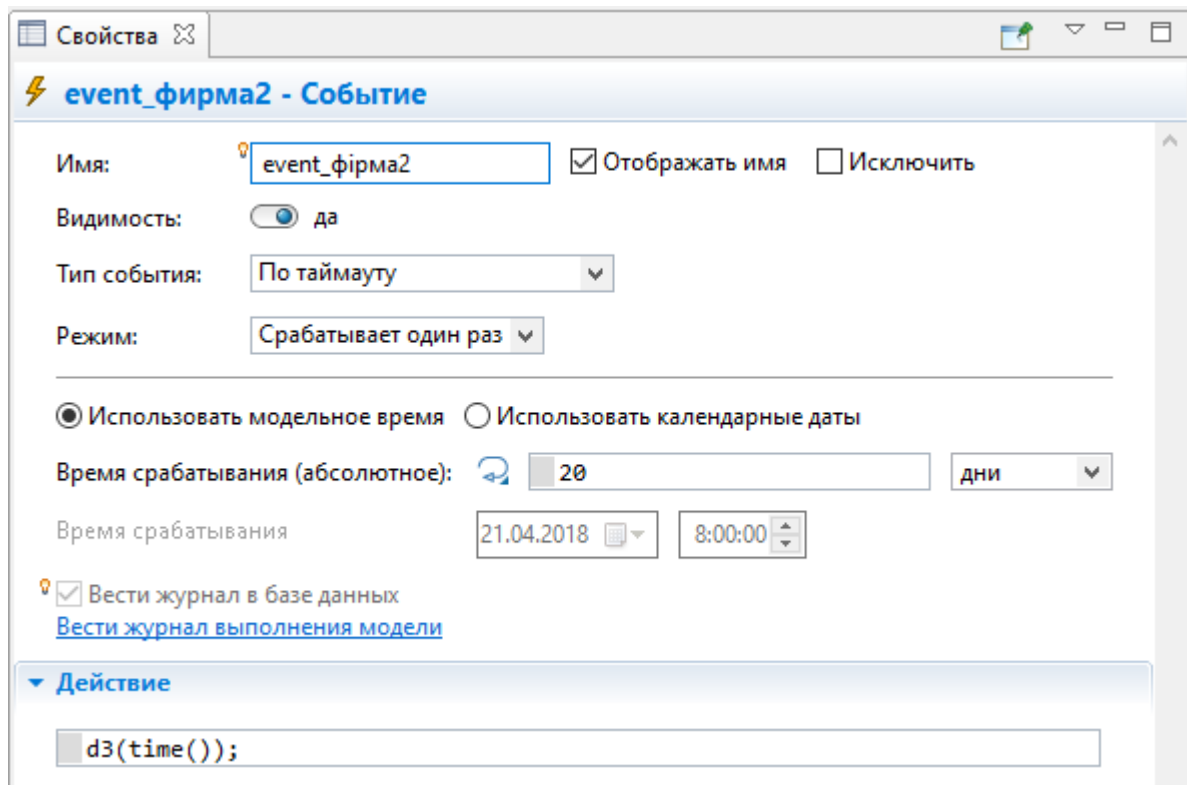 Свойства
event_фирма2 - Событие
Имя: event_фірма2 Отображать имя Исключить
Видимость: да
Тип события: По таймауту
Режим: Срабатывает один раз
Использовать модельное время Использовать календарные даты
Время срабатывания (абсолютное): 20 дни
Время срабатывания 21.04.2018 8:00:00
Вести журнал в базе данных
Вести журнал выполнения модели
Действие
d3(time());